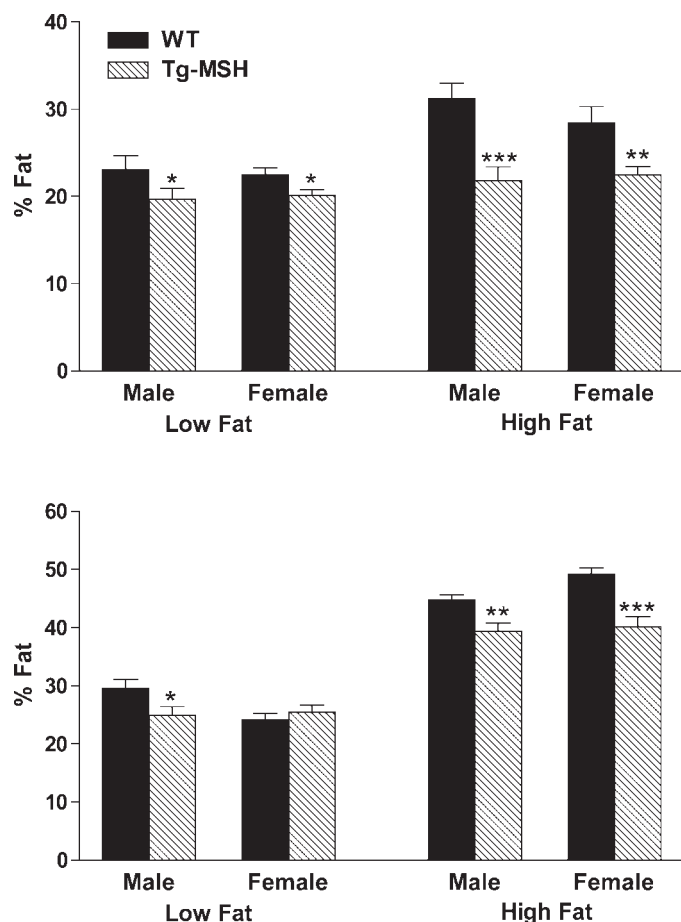 40
WT
Tg-MSH
30
***
**
*
*
20
% Fat
10
0
Male
Female
Male
Female
Low Fat
High Fat
60
50
***
**
40
% Fat
30
*
20
10
0
Male
Female
Male
Female
Low Fat
High Fat